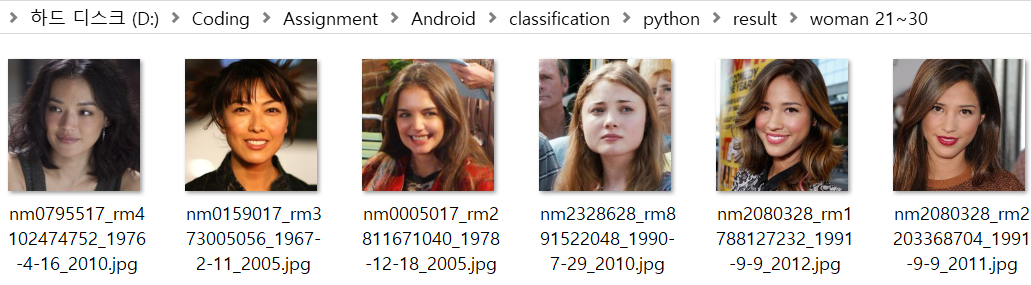 하드 디스크 (D:) > Coding > Assignment > Android > classification > python > result > woman 21~30
nm0795517_rm4
102474752_1976
-4-16_2010.jpg
nm0159017_rm3
73005056_1967-
2-11_2005.jpg
nm0005017_rm2
811671040_1978
-12-18_2005.jpg
nm2328628_rm8
91522048_1990-
7-29_2010.jpg
nm2080328_rm1
788127232_1991
-9-9_2012.jpg
nm2080328_rm2
203368704_1991
-9-9_2011.jpg